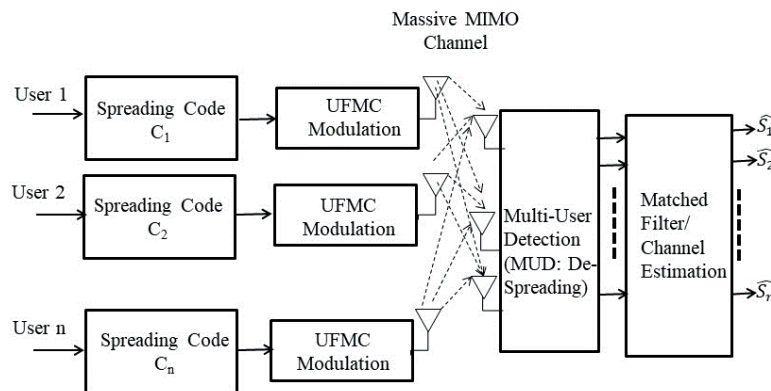 Massive MIMO
Channel
User 1
Spreading Code
C1
UFMC
Modulation
User 2
Spreading Code
C2
UFMC
Modulation
User n
Spreading Code
Cn
UFMC
Modulation
Multi-User
Detection
(MUD: De-
Spreading)
Matched
Filter/
Channel
Estimation
Ŝ1
Ŝ2
Ŝn